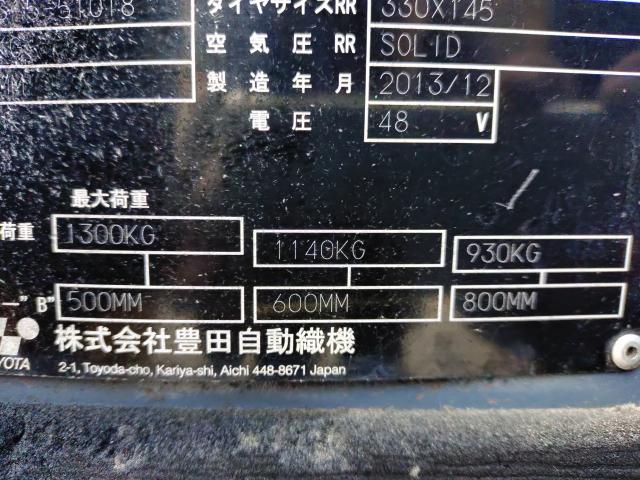 51018 タイヤサイズRR 330X145
空気圧RR SOLID
製造年月 2013/12
電圧 48 V
最大荷重
荷重 1300KG 1140KG 930KG
B" 500MM 600MM 800MM
株式会社豊田自動織機
2-1, Toyoda-cho, Kariya-shi, Aichi 448-8671 Japan